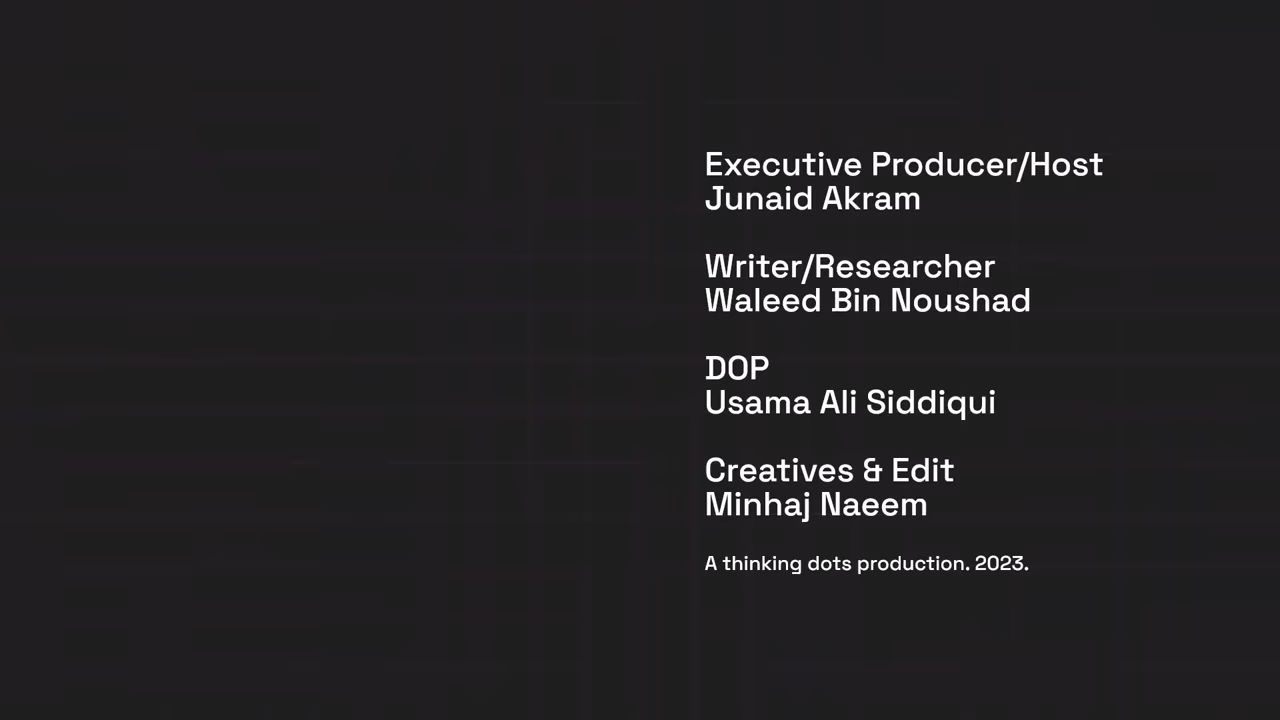 Executive Producer/Host
Junaid Akram
Writer/Researcher
Waleed Bin Noushad
DOP
Usama Ali Siddiqui
Creatives & Edit
Minhaj Naeem
A thinking dots production. 2023.